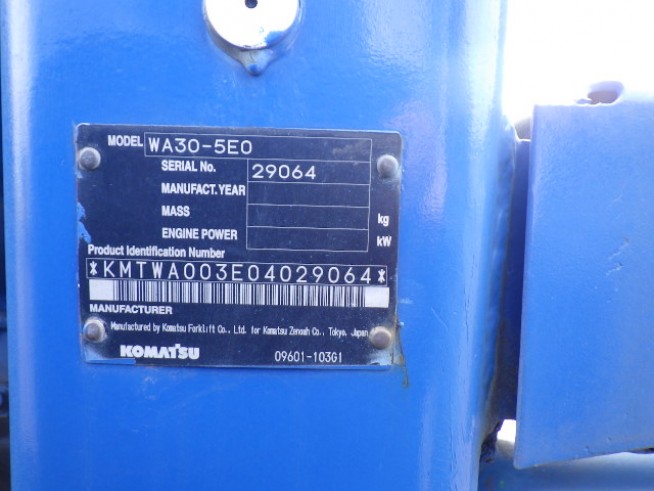 MODEL WA30-5E0
SERIAL No. 29064
MANUFACT. YEAR
MASS kg
ENGINE POWER kW
Product Identification Number
*KMTWA003E04029064*
MANUFACTURER
Manufactured by Komatsu Forklift Co., Ltd. for Komatsu Zenoah Co., Tokyo, Japan
KOMATSU 09601-103G1